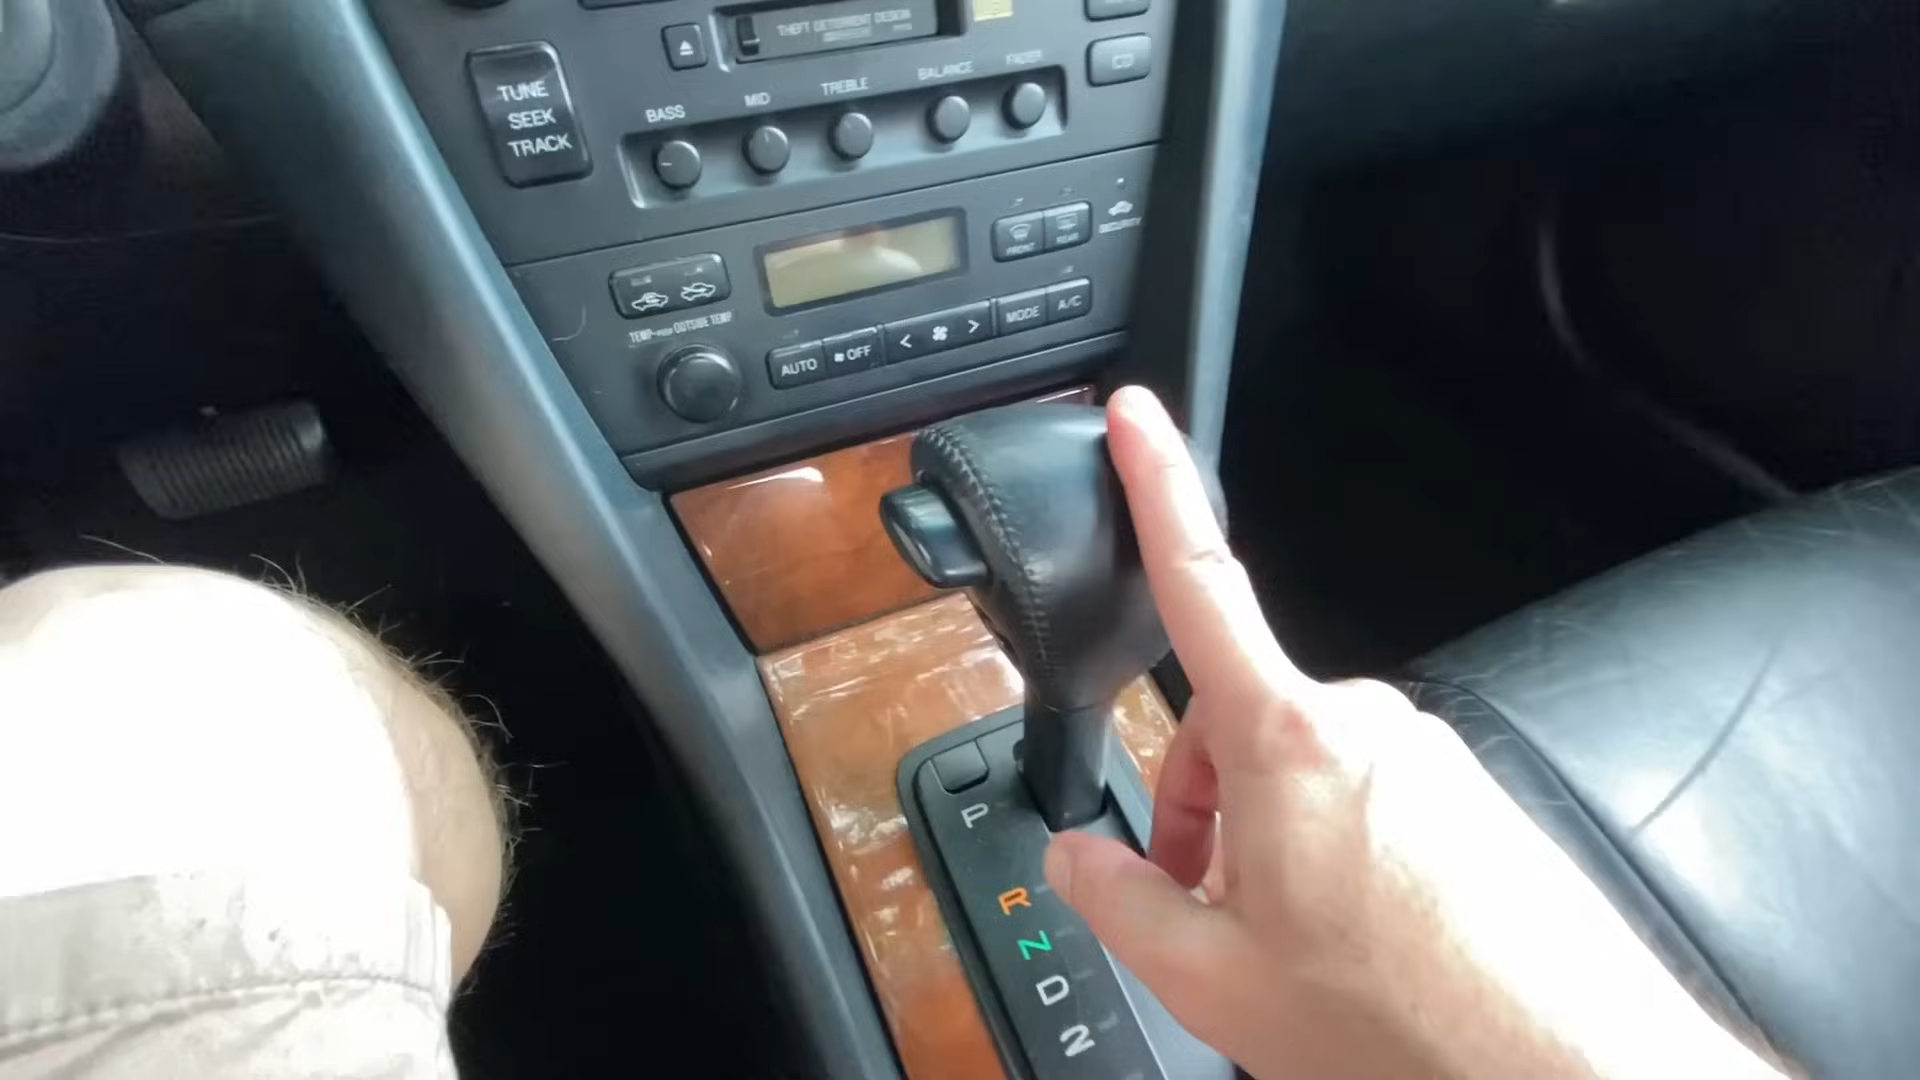 THEFT DETERRENT DESIGN
TUNE
SEEK
TRACK
BASS
MID
TREBLE
BALANCE
FADER
CD
FRONT
REAR
SECURITY
OUTSIDE TEMP
AUTO
OFF
< >
MODE
A/C
P
R
N
D
2